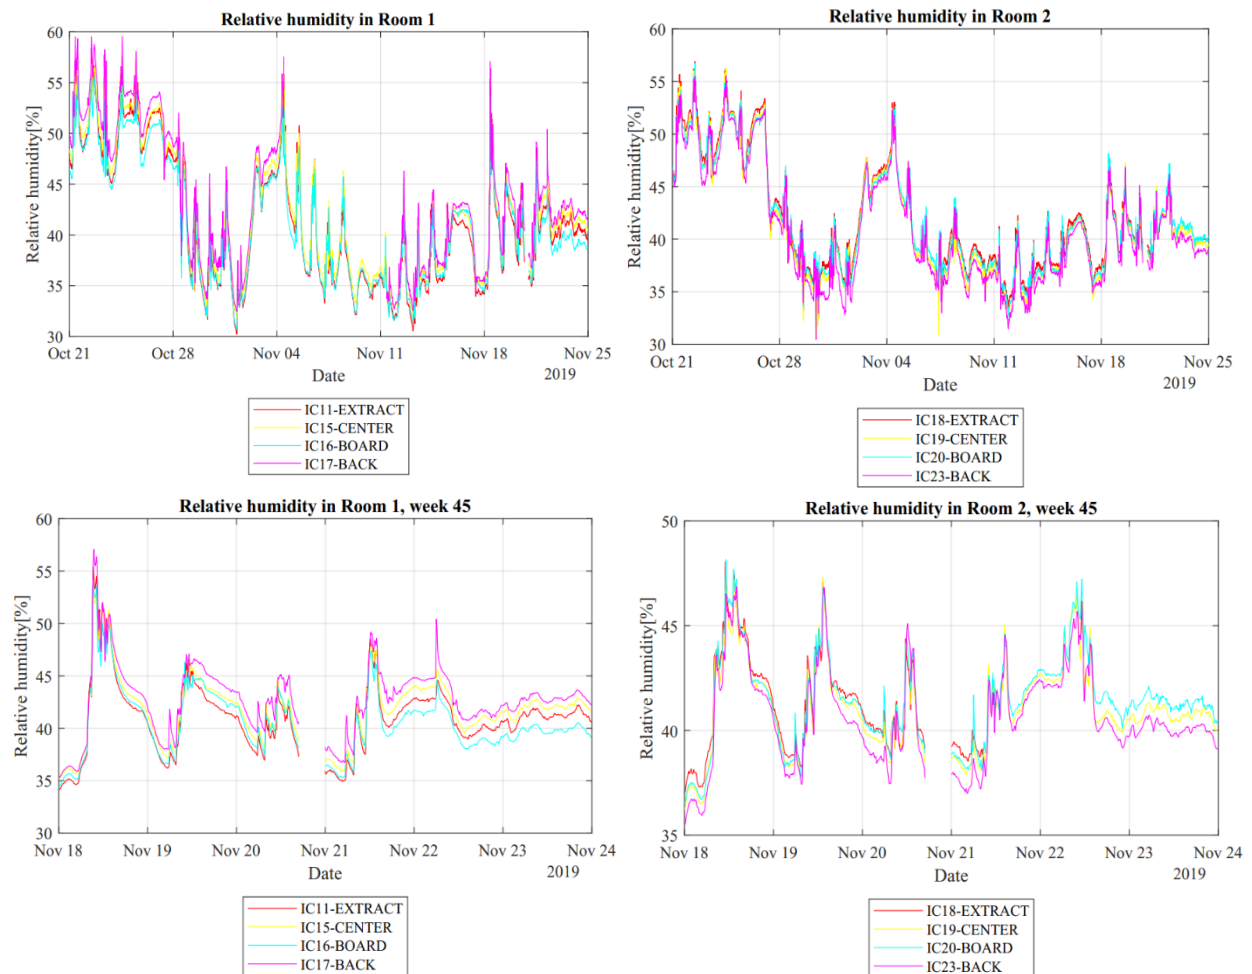 Relative humidity in Room 1
Relative humidity[%]
60
55
50
45
40
35
30
Oct 21
Oct 28
Nov 04
Nov 11
Nov 18
Nov 25
Date
2019
IC11-EXTRACT
IC15-CENTER
IC16-BOARD
IC17-BACK
Relative humidity in Room 2
Relative humidity[%]
60
55
50
45
40
35
30
Oct 21
Oct 28
Nov 04
Nov 11
Nov 18
Nov 25
Date
2019
IC18-EXTRACT
IC19-CENTER
IC20-BOARD
IC23-BACK
Relative humidity in Room 1, week 45
Relative humidity[%]
60
55
50
45
40
35
30
Nov 18
Nov 19
Nov 20
Nov 21
Nov 22
Nov 23
Nov 24
Date
2019
IC11-EXTRACT
IC15-CENTER
IC16-BOARD
IC17-BACK
Relative humidity in Room 2, week 45
Relative humidity[%]
50
45
40
35
Nov 18
Nov 19
Nov 20
Nov 21
Nov 22
Nov 23
Nov 24
Date
2019
IC18-EXTRACT
IC19-CENTER
IC20-BOARD
IC23-BACK